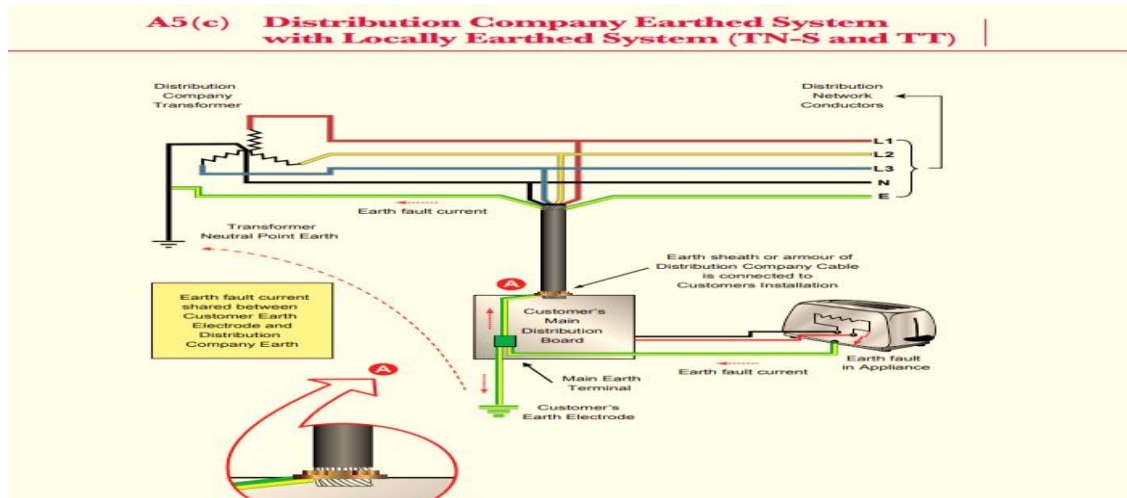 A5(c) Distribution Company Earthed System
with Locally Earthed System (TN-S and TT)
Distribution
Company
Transformer
Distribution
Network
Conductors
L1
L2
L3
N
E
Earth fault current
Transformer
Neutral Point Earth
Earth sheath or armour of
Distribution Company Cable
is connected to
Customers Installation
A
Earth fault current
shared between
Customer Earth
Electrode and
Distribution
Company Earth
Customer's
Main
Distribution
Board
Earth fault
in Appliance
Earth fault current
Main Earth
Terminal
Customer's
Earth Electrode
A